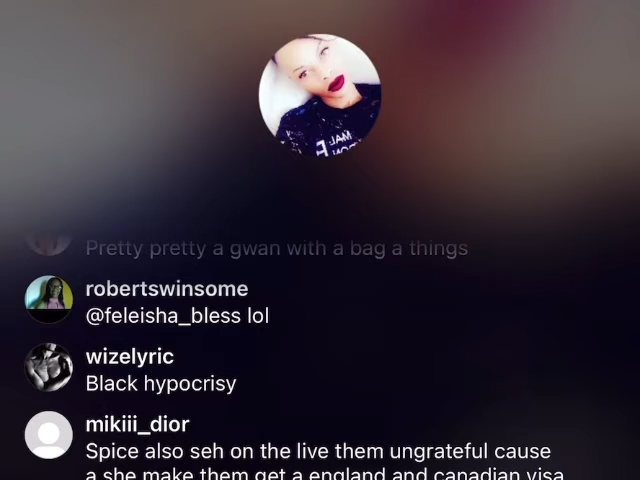 Pretty pretty a gwan with a bag a things
robertswinsome
@feleisha_bless lol
wizelyric
Black hypocrisy
mikiii_dior
Spice also seh on the live them ungrateful cause
a she make them get a england and canadian visa